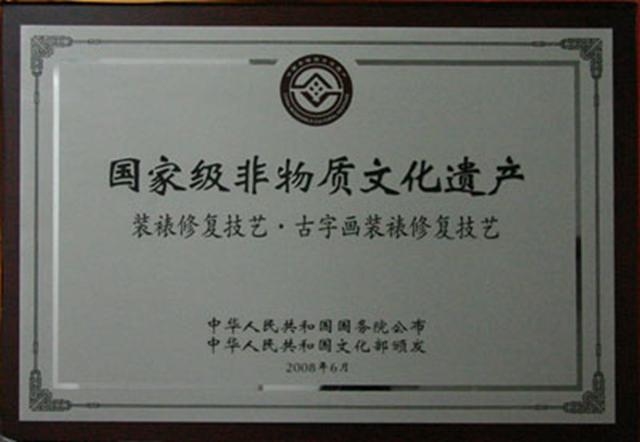 国家级非物质文化遗产
装裱修复技艺·古字画装裱修复技艺
中华人民共和国国务院公布
中华人民共和国文化部颁发
2008年6月